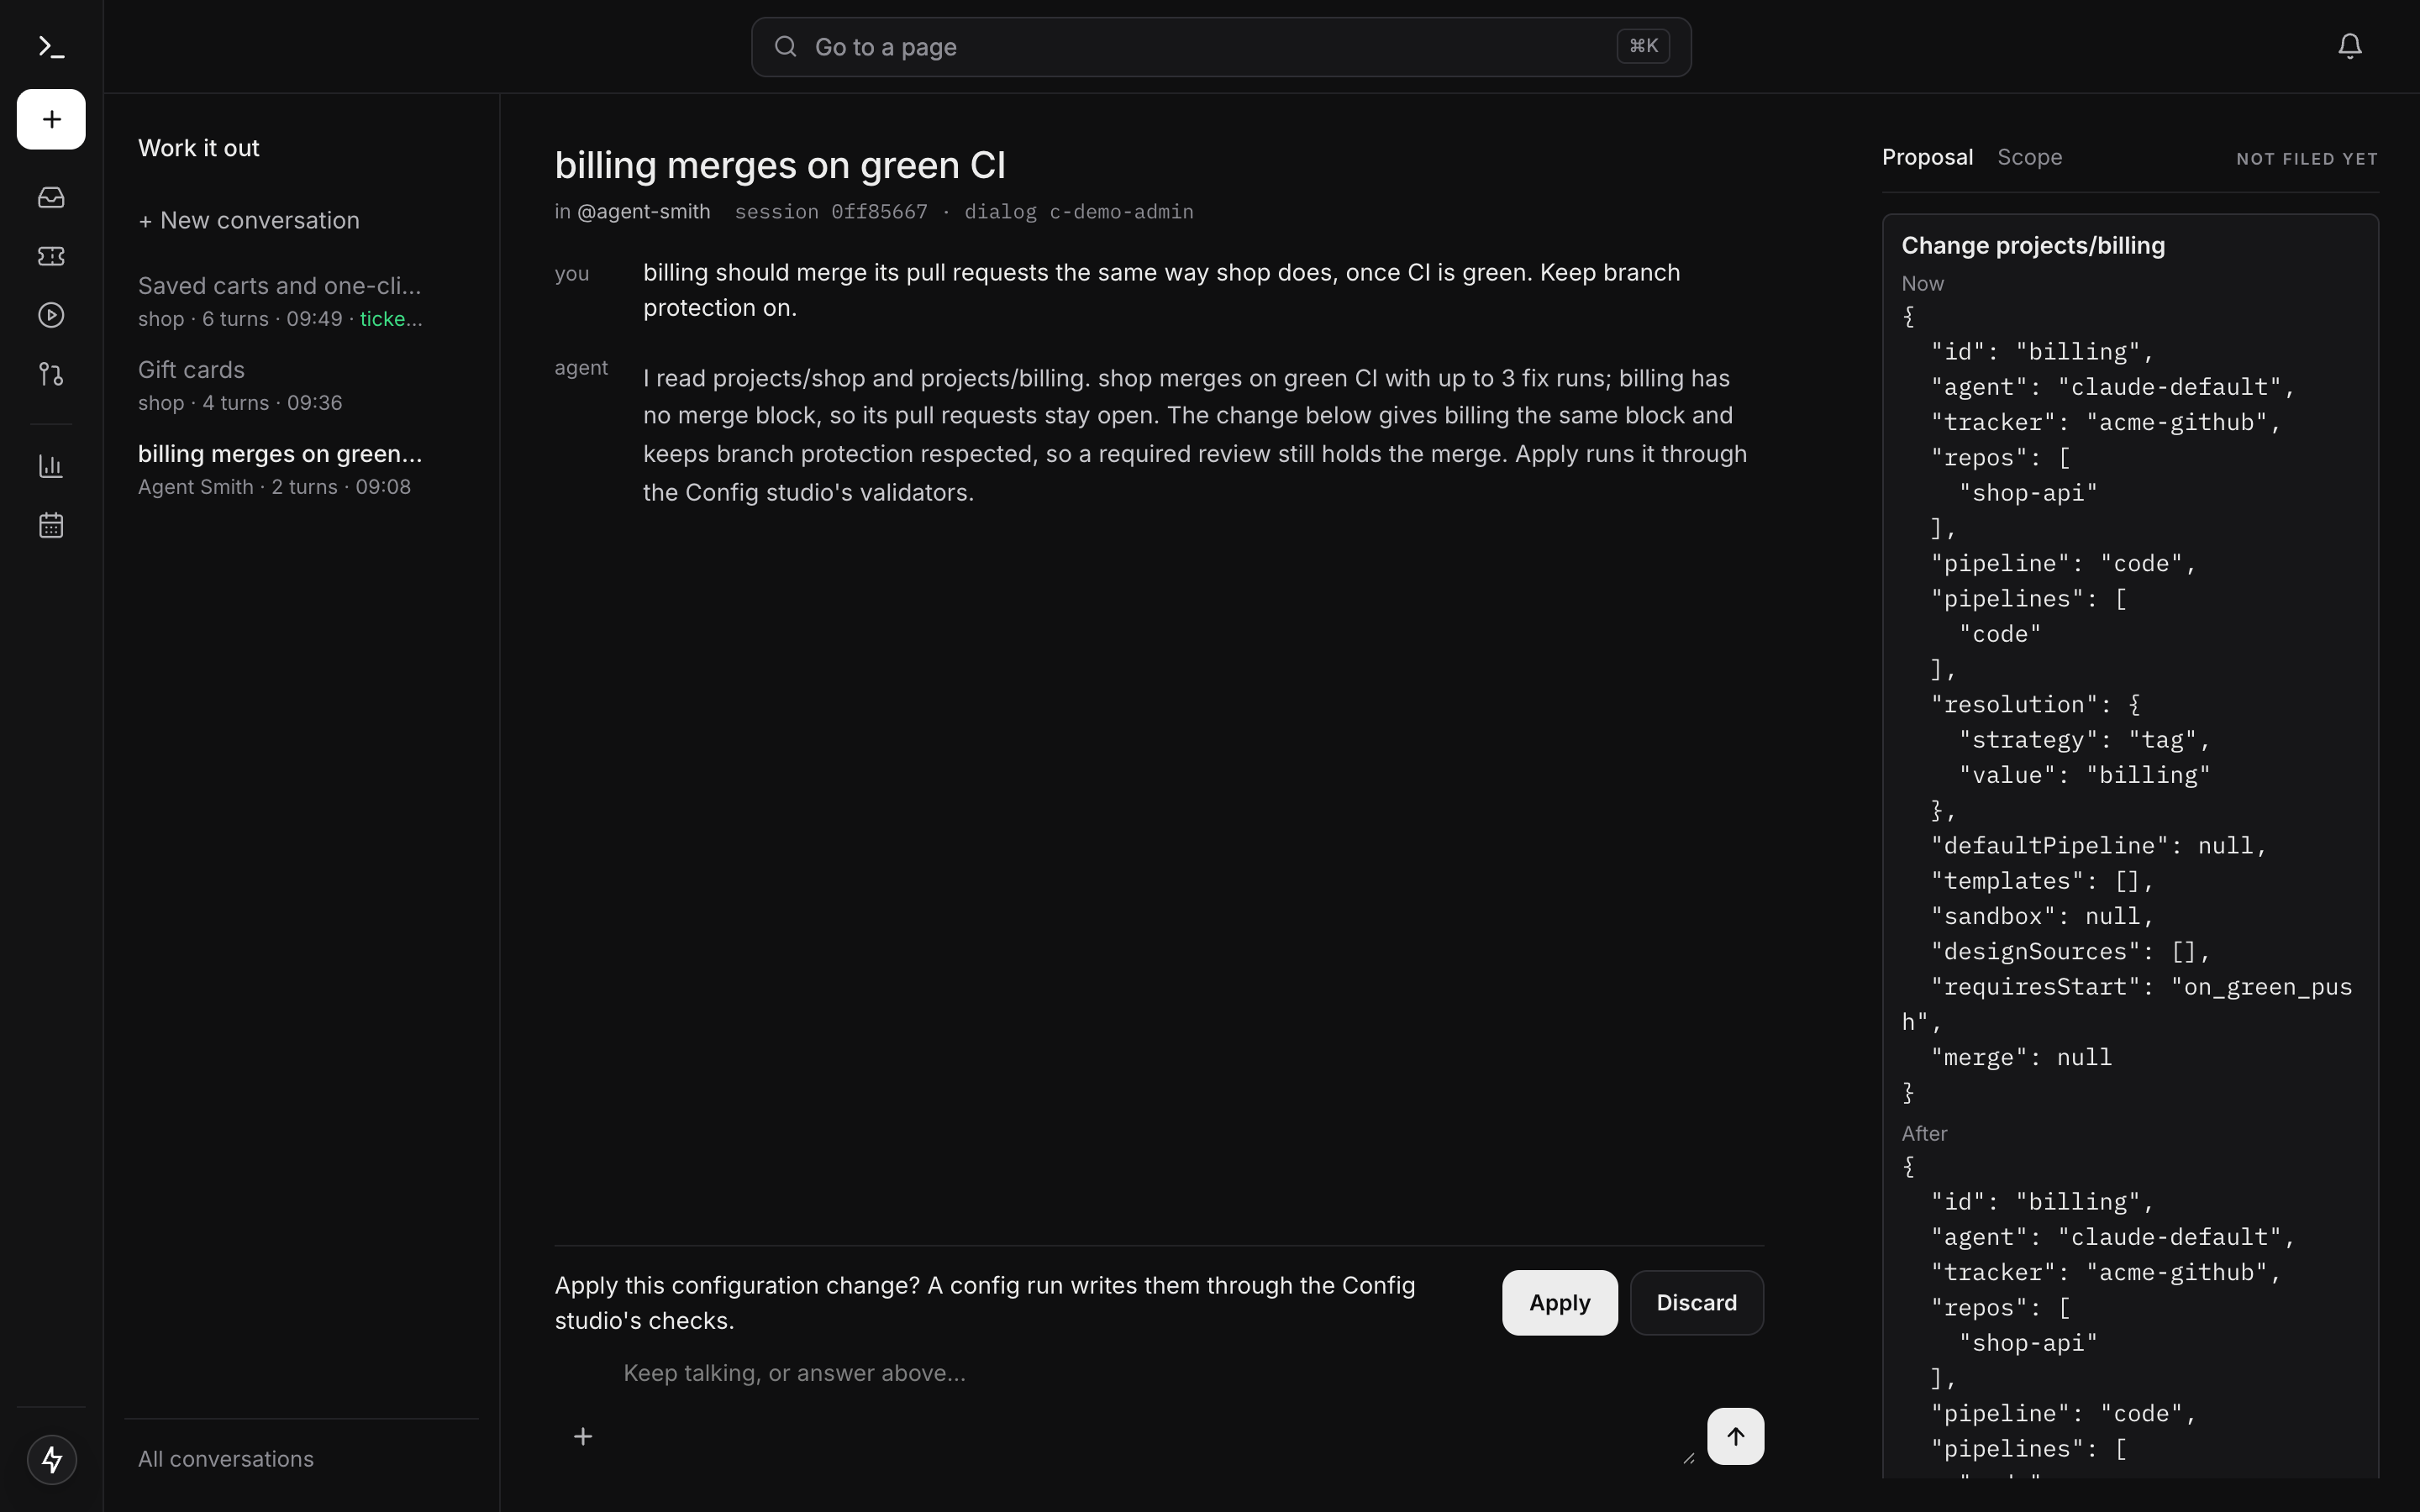 Go to a page
⌘K
Work it out
+ New conversation
Saved carts and one-cli...
shop · 6 turns · 09:49 · ticke...
Gift cards
shop · 4 turns · 09:36
billing merges on green...
Agent Smith · 2 turns · 09:08
All conversations
billing merges on green CI
in @agent-smith session 0ff85667 · dialog c-demo-admin
you
billing should merge its pull requests the same way shop does, once CI is green. Keep branch
protection on.
agent
I read projects/shop and projects/billing. shop merges on green CI with up to 3 fix runs; billing has
no merge block, so its pull requests stay open. The change below gives billing the same block and
keeps branch protection respected, so a required review still holds the merge. Apply runs it through
the Config studio's validators.
Apply this configuration change? A config run writes them through the Config
studio's checks.
Apply
Discard
Keep talking, or answer above...
Proposal
Scope
NOT FILED YET
Change projects/billing
Now
{
"id": "billing",
"agent": "claude-default",
"tracker": "acme-github",
"repos": [
"shop-api"
],
"pipeline": "code",
"pipelines": [
"code"
],
"resolution": {
"strategy": "tag",
"value": "billing"
},
"defaultPipeline": null,
"templates": [],
"sandbox": null,
"designSources": [],
"requiresStart": "on_green_pus
h",
"merge": null
}
After
{
"id": "billing",
"agent": "claude-default",
"tracker": "acme-github",
"repos": [
"shop-api"
],
"pipeline": "code",
"pipelines": [